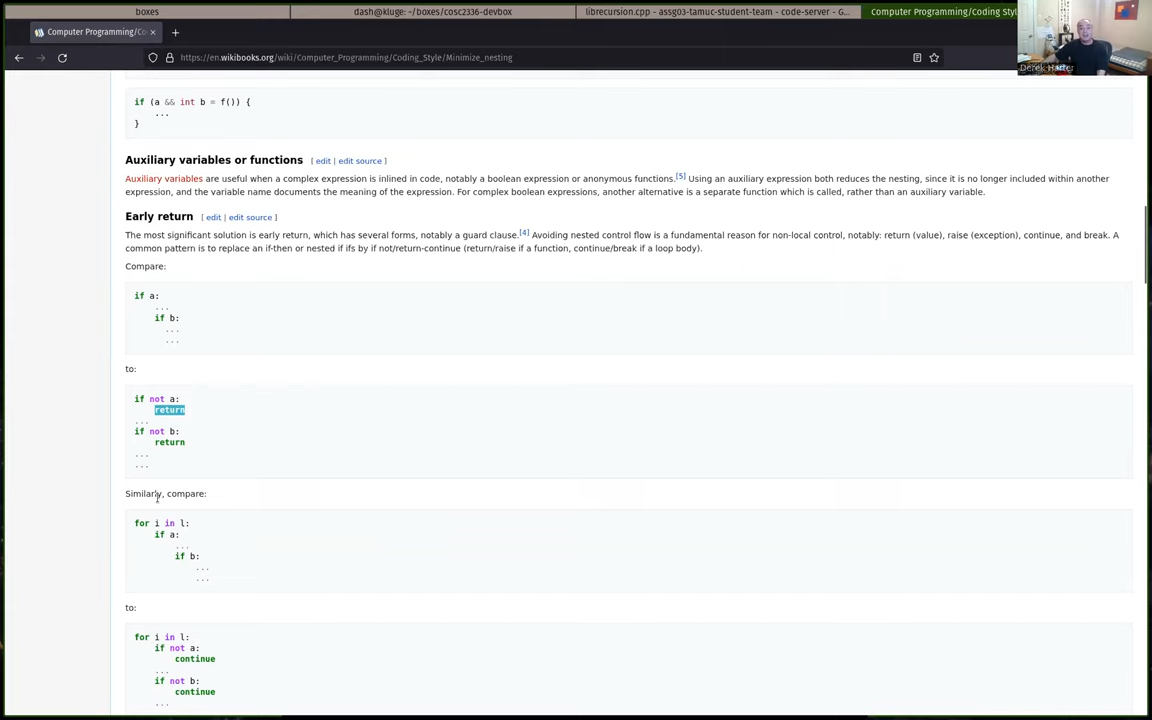 boxes
dash@kluge: ~/boxes/cosc2336-devbox
librecursion.cpp - assg03-tamuc-student-team - code-server - G...
Computer Programming/Coding Styl
Computer Programming/Co
https://en.wikibooks.org/wiki/Computer_Programming/Coding_Style/Minimize_nesting
Derek Harter
if (a && int b = f()) {
...
}
Auxiliary variables or functions [ edit | edit source ]
Auxiliary variables are useful when a complex expression is inlined in code, notably a boolean expression or anonymous functions.[5] Using an auxiliary expression both reduces the nesting, since it is no longer included within another
expression, and the variable name documents the meaning of the expression. For complex boolean expressions, another alternative is a separate function which is called, rather than an auxiliary variable.
Early return [ edit | edit source ]
The most significant solution is early return, which has several forms, notably a guard clause.[4] Avoiding nested control flow is a fundamental reason for non-local control, notably: return (value), raise (exception), continue, and break. A
common pattern is to replace an if-then or nested if ifs by if not/return-continue (return/raise if a function, continue/break if a loop body).
Compare:
if a:
...
if b:
...
...
to:
if not a:
return
...
if not b:
return
...
...
Similarly, compare:
for i in l:
if a:
...
if b:
...
...
to:
for i in l:
if not a:
continue
...
if not b:
continue
...